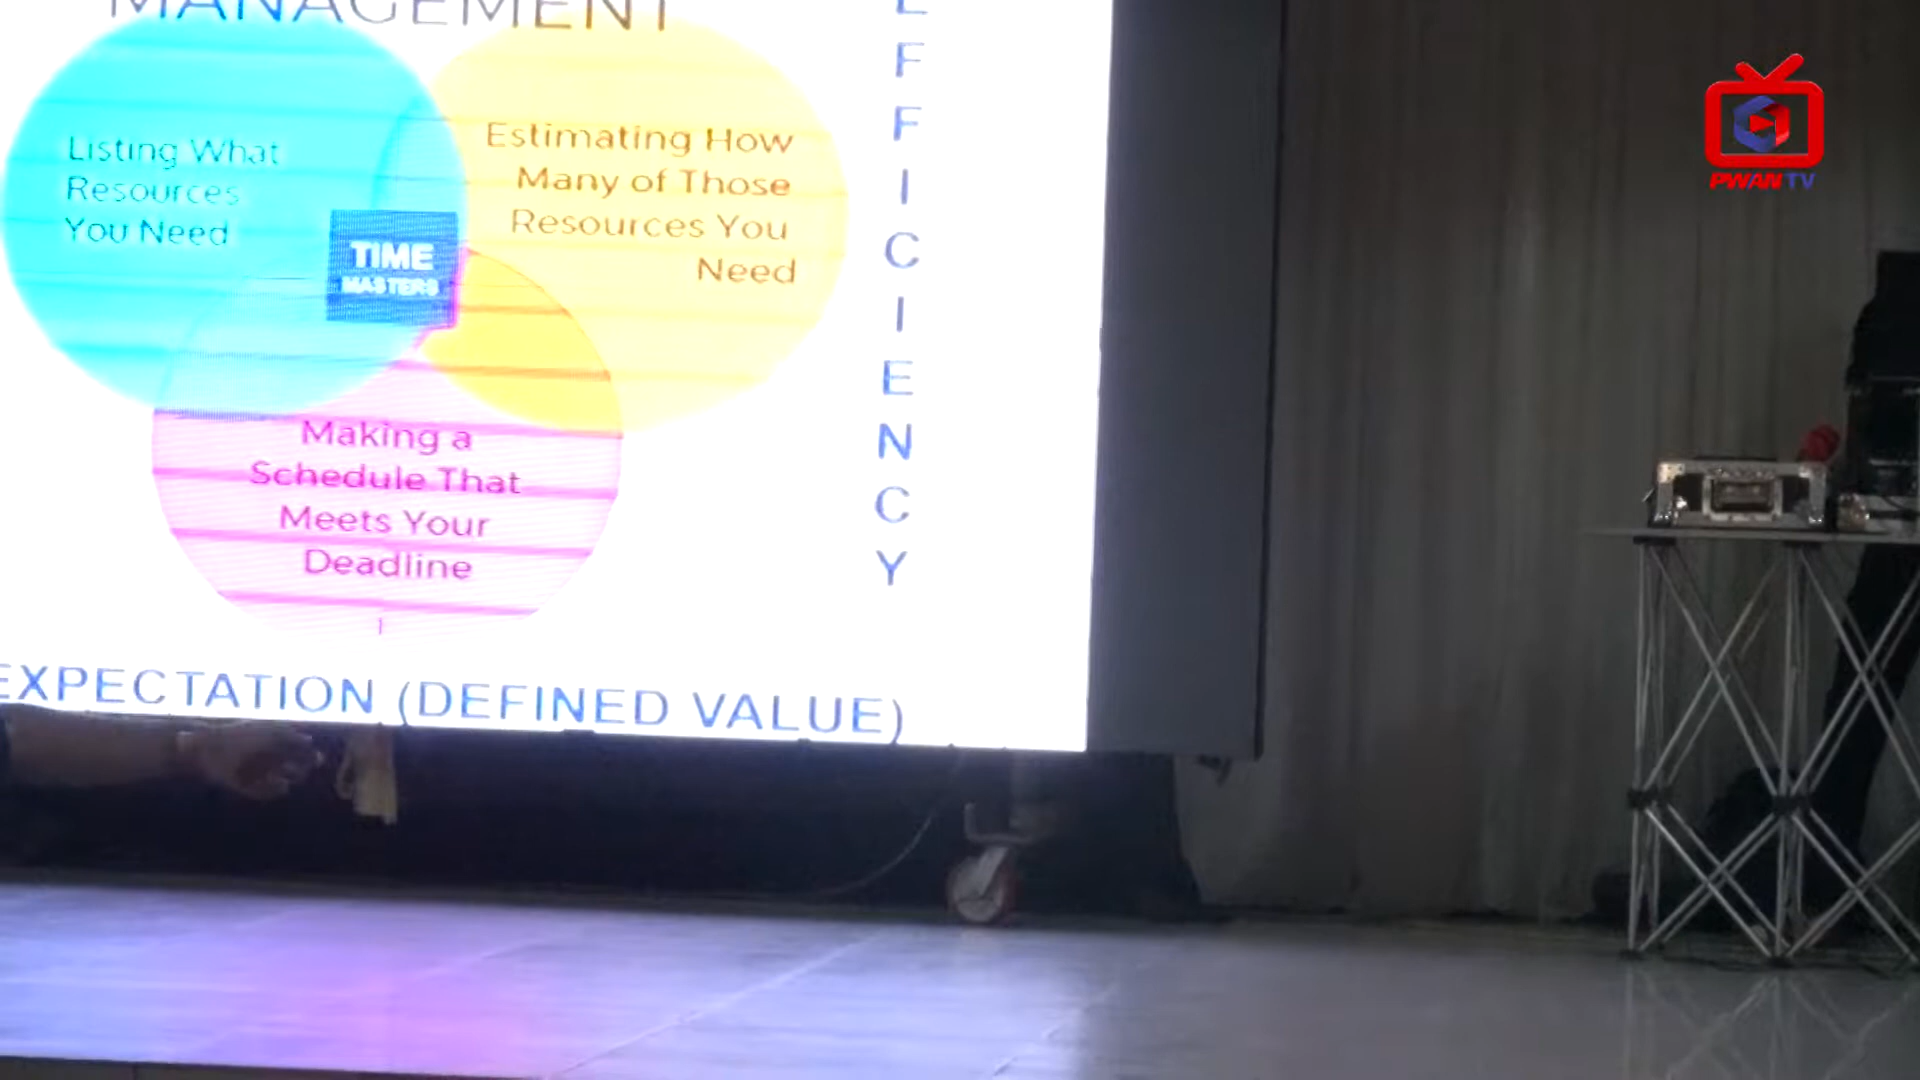 MANAGEMENT
Listing What
Resources
You Need
Estimating How
Many of Those
Resources You
Need
TIME
MASTERS
Making a
Schedule That
Meets Your
Deadline
EFFICIENCY
EXPECTATION (DEFINED VALUE)
PWAN TV